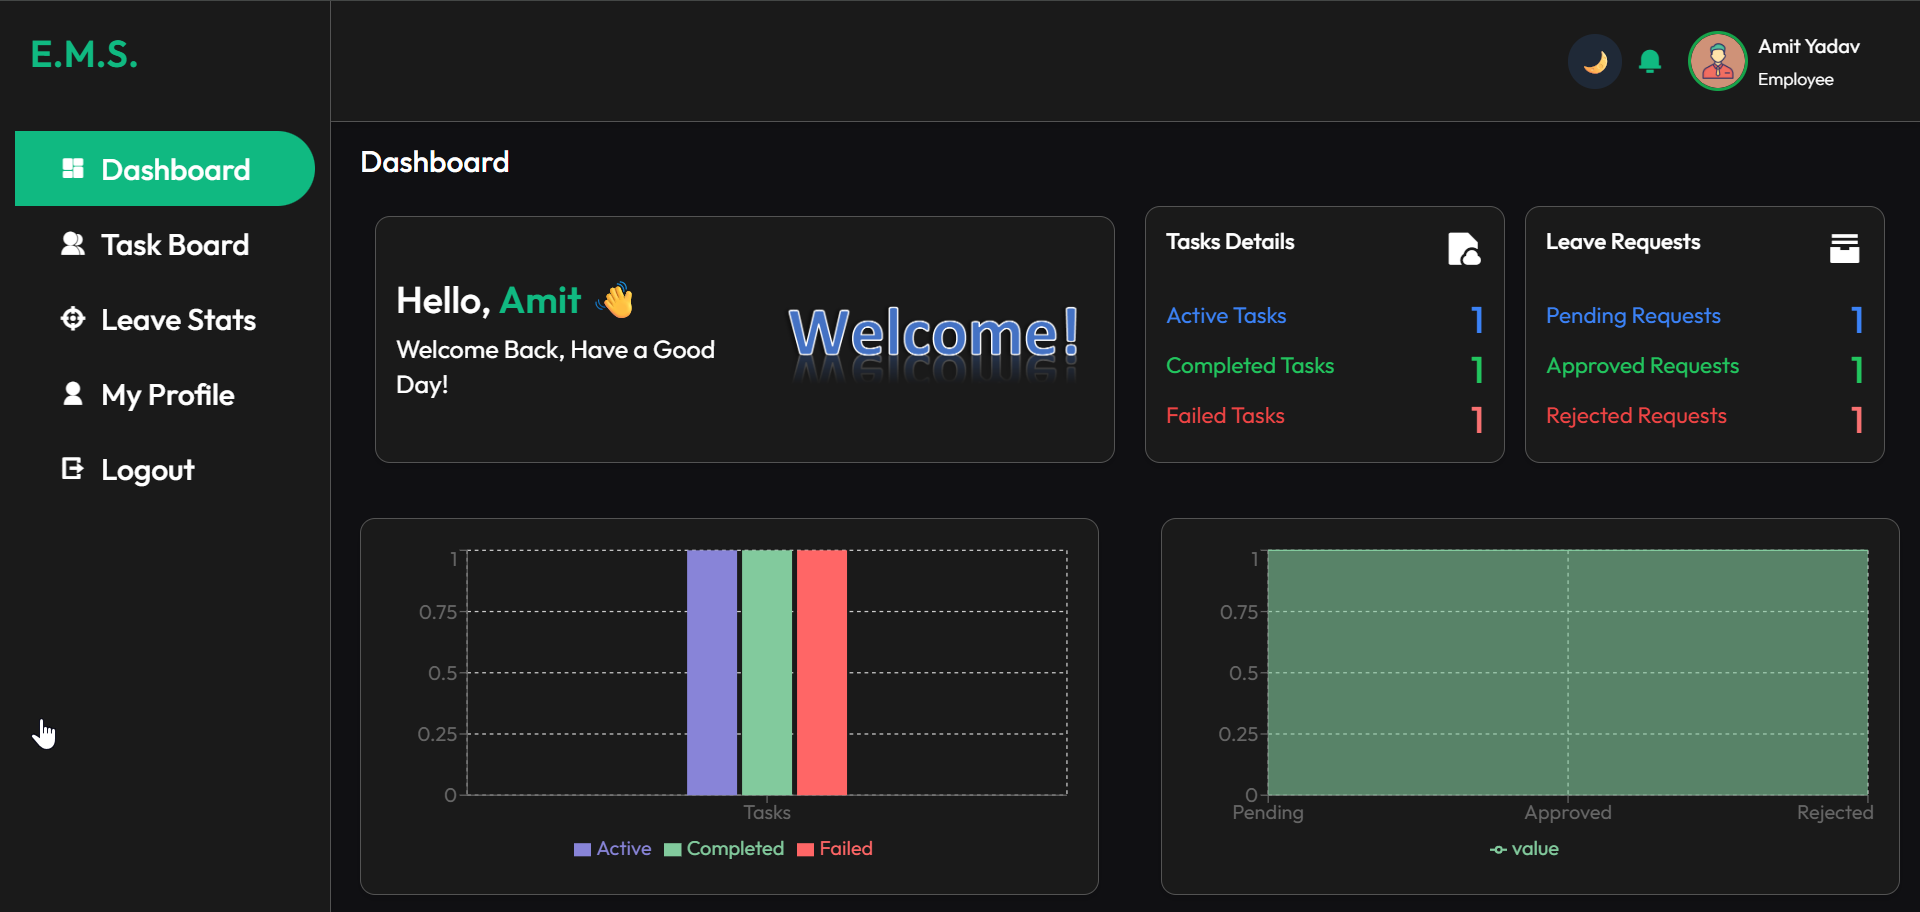 E.M.S.
Dashboard
Task Board
Leave Stats
My Profile
Logout
Amit Yadav
Employee
Dashboard
Hello, Amit 👋
Welcome Back, Have a Good
Day!
Welcome!
Tasks Details
Active Tasks 1
Completed Tasks 1
Failed Tasks 1
Leave Requests
Pending Requests 1
Approved Requests 1
Rejected Requests 1
1
0.75
0.5
0.25
0
Tasks
Active Completed Failed
1
0.75
0.5
0.25
0
Pending Approved Rejected
value